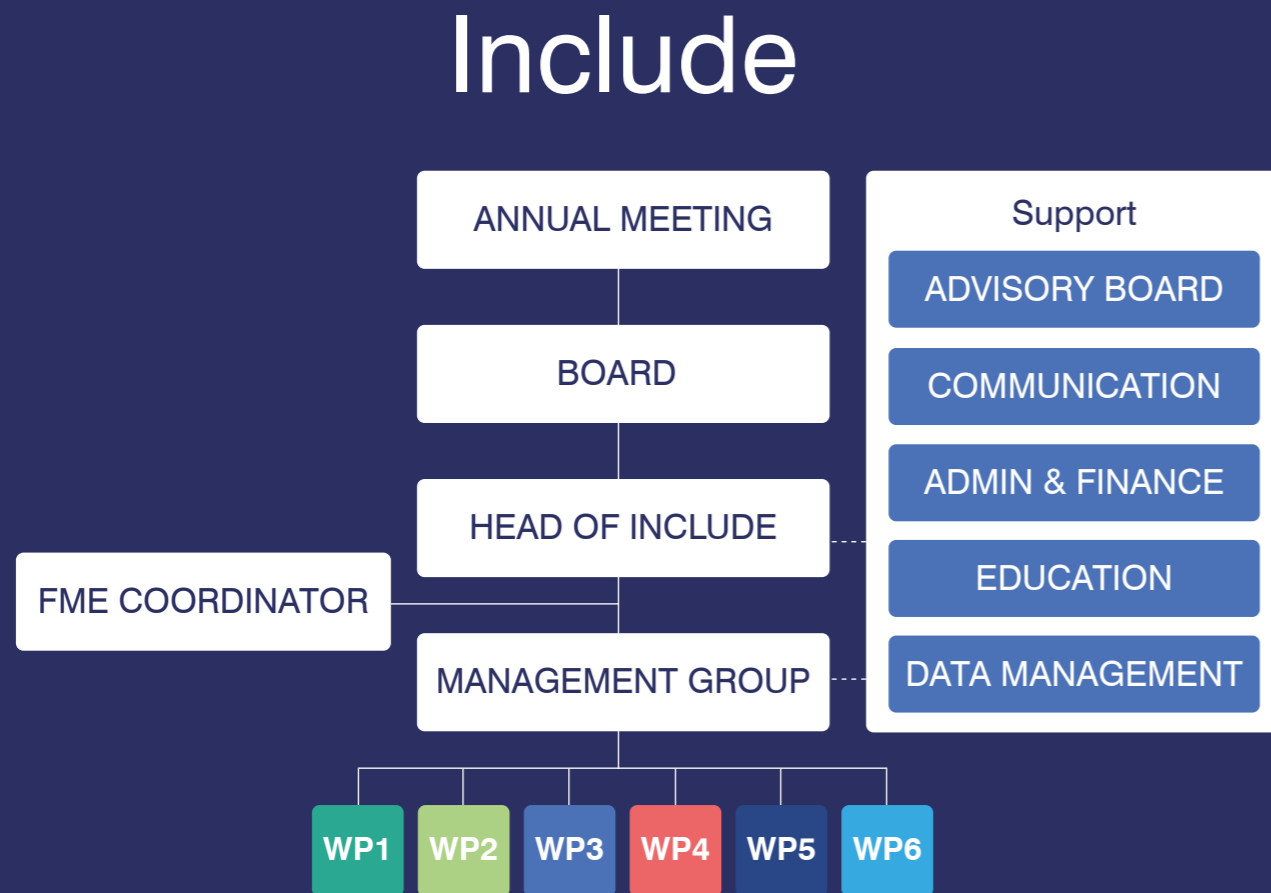 Include
ANNUAL MEETING
BOARD
HEAD OF INCLUDE
FME COORDINATOR
MANAGEMENT GROUP
Support
ADVISORY BOARD
COMMUNICATION
ADMIN & FINANCE
EDUCATION
DATA MANAGEMENT
WP1
WP2
WP3
WP4
WP5
WP6